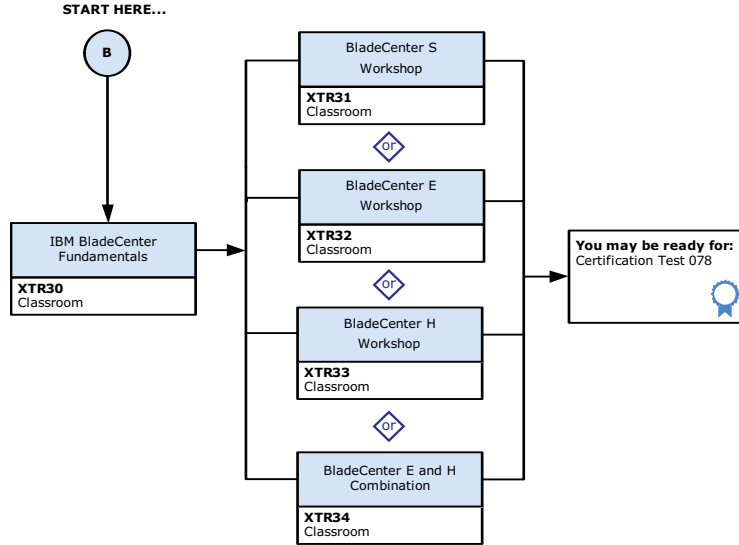 START HERE...
B
IBM BladeCenter
Fundamentals
XTR30
Classroom
BladeCenter S
Workshop
XTR31
Classroom
or
BladeCenter E
Workshop
XTR32
Classroom
or
BladeCenter H
Workshop
XTR33
Classroom
or
BladeCenter E and H
Combination
XTR34
Classroom
You may be ready for:
Certification Test 078